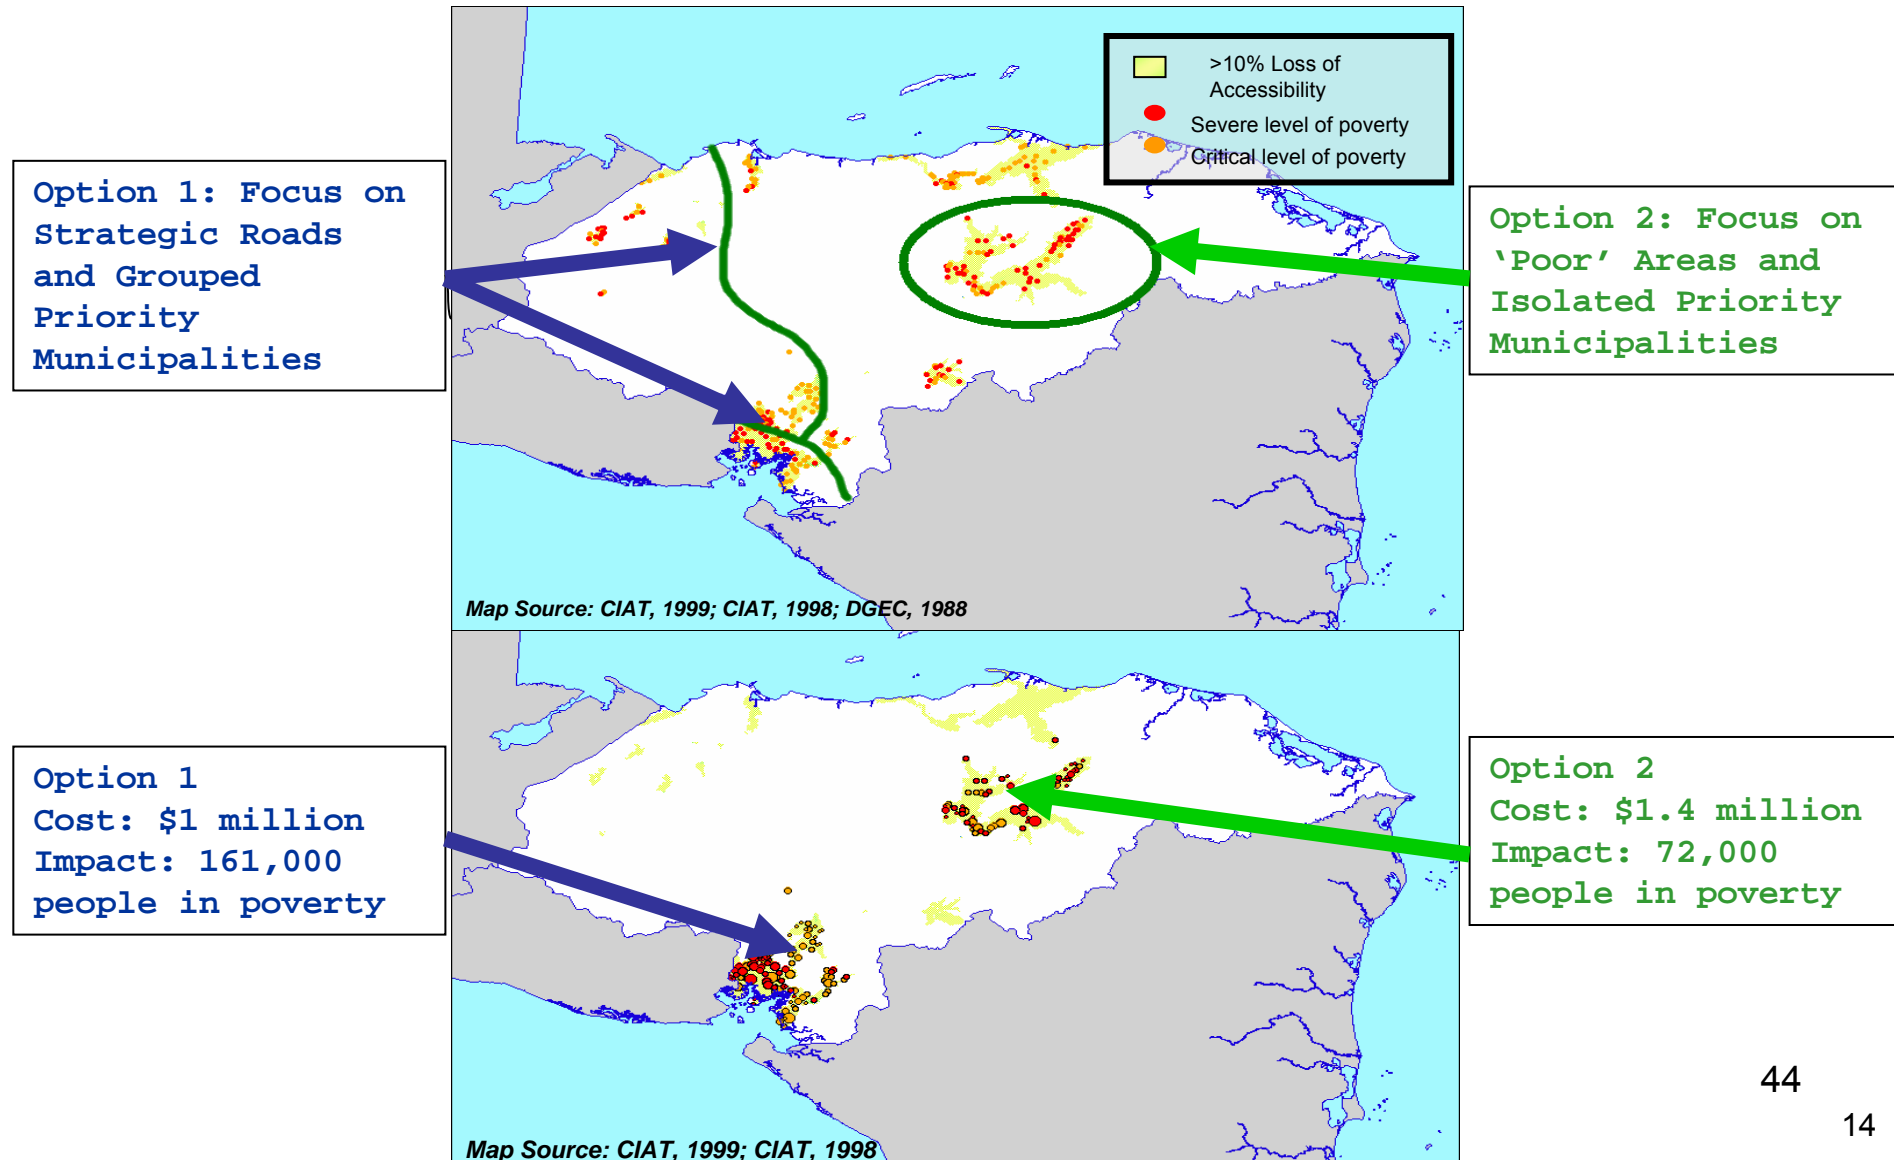 >10% Loss of
Accessibility
Severe level of poverty
Critical level of poverty
Option 1: Focus on
Strategic Roads
and Grouped
Priority
Municipalities
Option 2: Focus on
‘Poor’ Areas and
Isolated Priority
Municipalities
Map Source: CIAT, 1999; CIAT, 1998; DGEC, 1988
Option 1
Cost: $1 million
Impact: 161,000
people in poverty
Option 2
Cost: $1.4 million
Impact: 72,000
people in poverty
Map Source: CIAT, 1999; CIAT, 1998
44
14